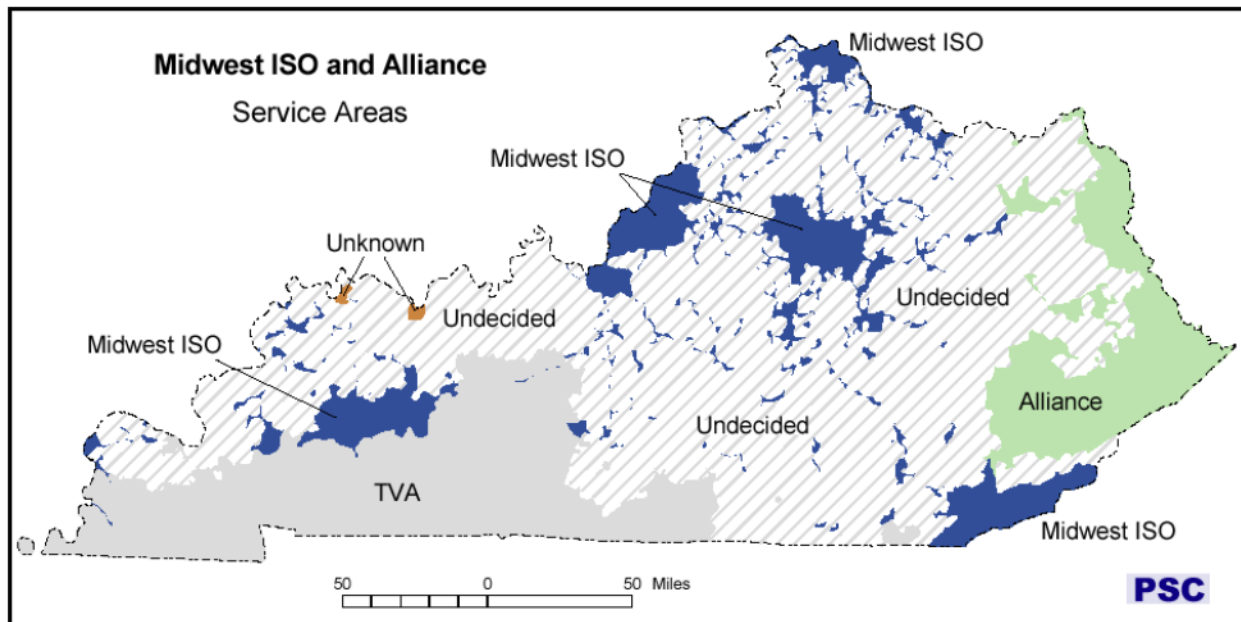 Midwest ISO and Alliance
Service Areas
Midwest ISO
Midwest ISO
Unknown
Undecided
Undecided
Midwest ISO
Alliance
Undecided
TVA
Midwest ISO
50 0 50 Miles
PSC